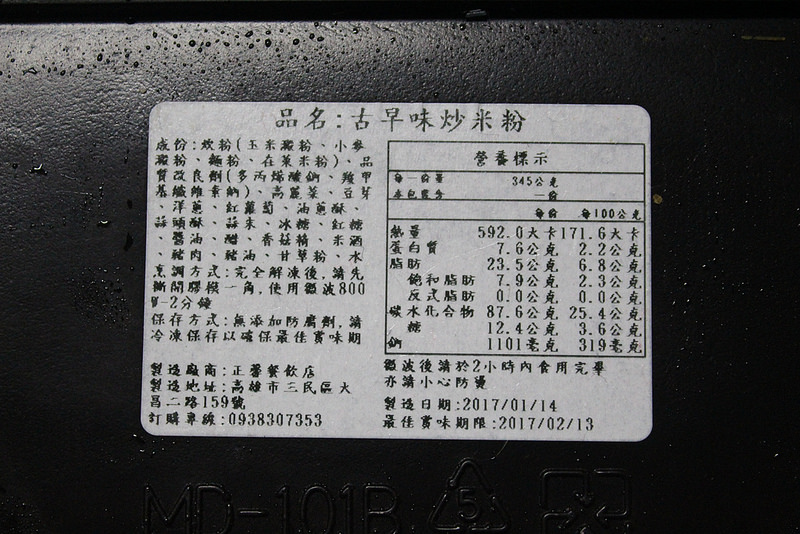 品名:古早味炒米粉
成份:炊粉(玉米澱粉、小麥
澱粉、麵粉、在萊米粉)、品
質改良劑(多丙烯酸鈉、羧甲
基纖維素鈉)、高麗菜、豆芽
、洋蔥、紅蘿蔔、油蔥酥、
蒜頭酥、蒜末、冰糖、紅糖
、醬油、醋、香菇精、米酒
、豬肉、豬油、甘草粉、水
烹調方式:完全解凍後,請先
撕開膠模一角,使用微波800
W-2分鐘
保存方式:無添加防腐劑,請
冷凍保存以確保最佳賞味期
製造廠商:正馨餐飲店
製造地址:高雄市三民區大
昌二路159號
訂購專線:0938307353
營養標示
每一份量 345公克
本包裝含 一份
每份 每100公克
熱量 592.0大卡 171.6大卡
蛋白質 7.6公克 2.2公克
脂肪 23.5公克 6.8公克
飽和脂肪 7.9公克 2.3公克
反式脂肪 0.0公克 0.0公克
碳水化合物 87.6公克 25.4公克
糖 12.4公克 3.6公克
鈉 1101毫克 319毫克
微波後請於2小時內食用完畢
亦請小心防燙
製造日期:2017/01/14
最佳賞味期限:2017/02/13
MD-101B
5